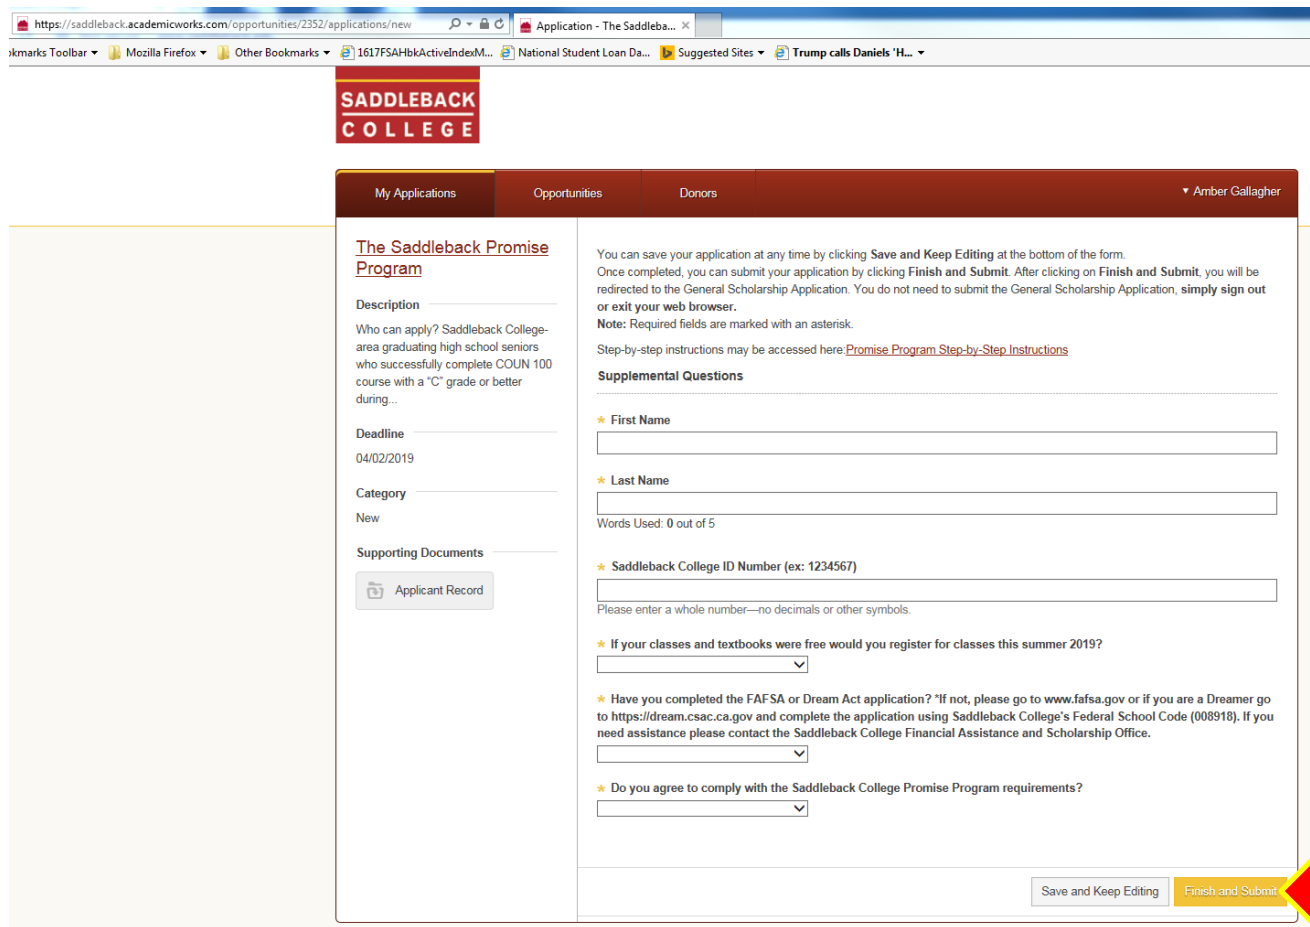 https://saddleback.academicworks.com/opportunities/2352/applications/new
Application - The Saddleba...
okmarks Toolbar
Mozilla Firefox
Other Bookmarks
1617FSAHbkActiveIndexM...
National Student Loan Da...
Suggested Sites
Trump calls Daniels 'H...
SADDLEBACK
COLLEGE
My Applications
Opportunities
Donors
Amber Gallagher
The Saddleback Promise
Program
Description
Who can apply? Saddleback College-
area graduating high school seniors
who successfully complete COUN 100
course with a "C" grade or better
during...
Deadline
04/02/2019
Category
New
Supporting Documents
Applicant Record
You can save your application at any time by clicking Save and Keep Editing at the bottom of the form.
Once completed, you can submit your application by clicking Finish and Submit. After clicking on Finish and Submit, you will be
redirected to the General Scholarship Application. You do not need to submit the General Scholarship Application, simply sign out
or exit your web browser.
Note: Required fields are marked with an asterisk.
Step-by-step instructions may be accessed here:Promise Program Step-by-Step Instructions
Supplemental Questions
* First Name
* Last Name
Words Used: 0 out of 5
* Saddleback College ID Number (ex: 1234567)
Please enter a whole number—no decimals or other symbols.
* If your classes and textbooks were free would you register for classes this summer 2019?
* Have you completed the FAFSA or Dream Act application? *If not, please go to www.fafsa.gov or if you are a Dreamer go
to https://dream.csac.ca.gov and complete the application using Saddleback College's Federal School Code (008918). If you
need assistance please contact the Saddleback College Financial Assistance and Scholarship Office.
* Do you agree to comply with the Saddleback College Promise Program requirements?
Save and Keep Editing
Finish and Submit